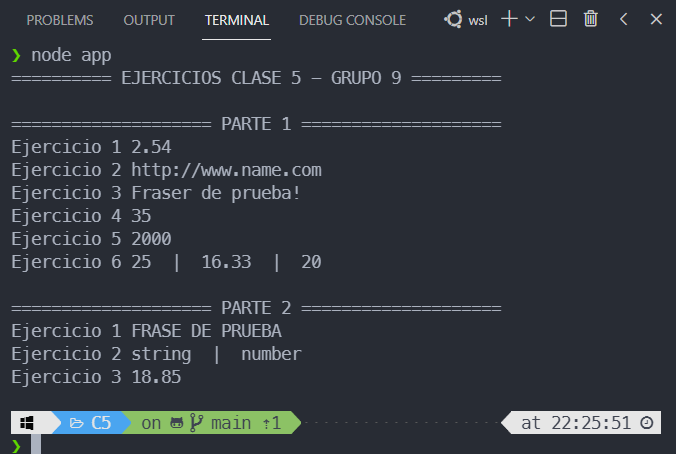 PROBLEMS OUTPUT TERMINAL DEBUG CONSOLE wsl
❯ node app
========== EJERCICIOS CLASE 5 – GRUPO 9 =========
==================== PARTE 1 ====================
Ejercicio 1 2.54
Ejercicio 2 http://www.name.com
Ejercicio 3 Fraser de prueba!
Ejercicio 4 35
Ejercicio 5 2000
Ejercicio 6 25 | 16.33 | 20
==================== PARTE 2 ====================
Ejercicio 1 FRASE DE PRUEBA
Ejercicio 2 string | number
Ejercicio 3 18.85
C5 on main ⇡1 at 22:25:51
❯